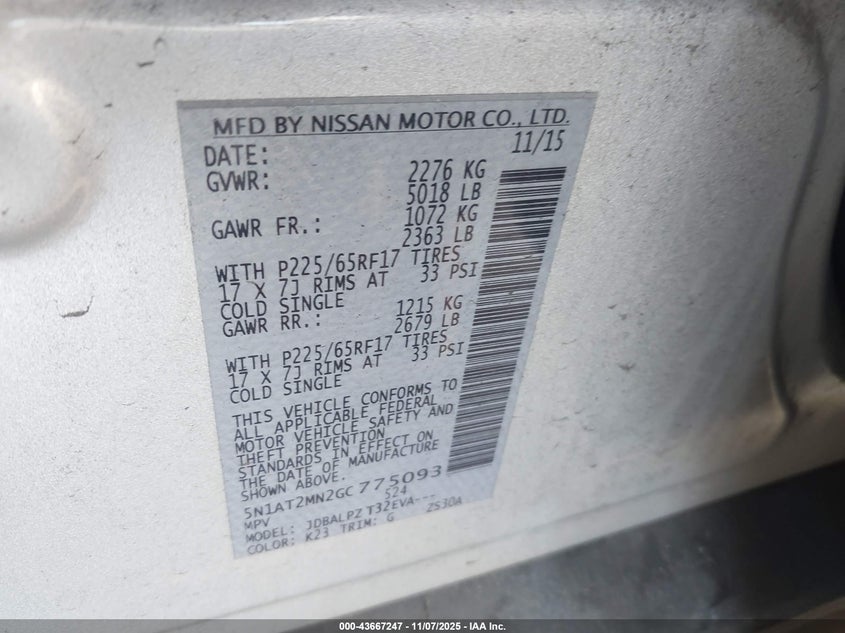 MFD BY NISSAN MOTOR CO., LTD.
DATE: 11/15
GVWR: 2276 KG
5018 LB
GAWR FR.: 1072 KG
2363 LB
WITH P225/65RF17 TIRES
17 X 7J RIMS AT 33 PSI
COLD SINGLE
GAWR RR.: 1215 KG
2679 LB
WITH P225/65RF17 TIRES
17 X 7J RIMS AT 33 PSI
COLD SINGLE
THIS VEHICLE CONFORMS TO
ALL APPLICABLE FEDERAL
MOTOR VEHICLE SAFETY AND
THEFT PREVENTION
STANDARDS IN EFFECT ON
THE DATE OF MANUFACTURE
SHOWN ABOVE.
5N1AT2MN2GC775093
MPV S24
MODEL: JDBALPZ T32EVA---
COLOR: K23 TRIM: G ZS30A
000-43667247 - 11/07/2025 - IAA Inc.